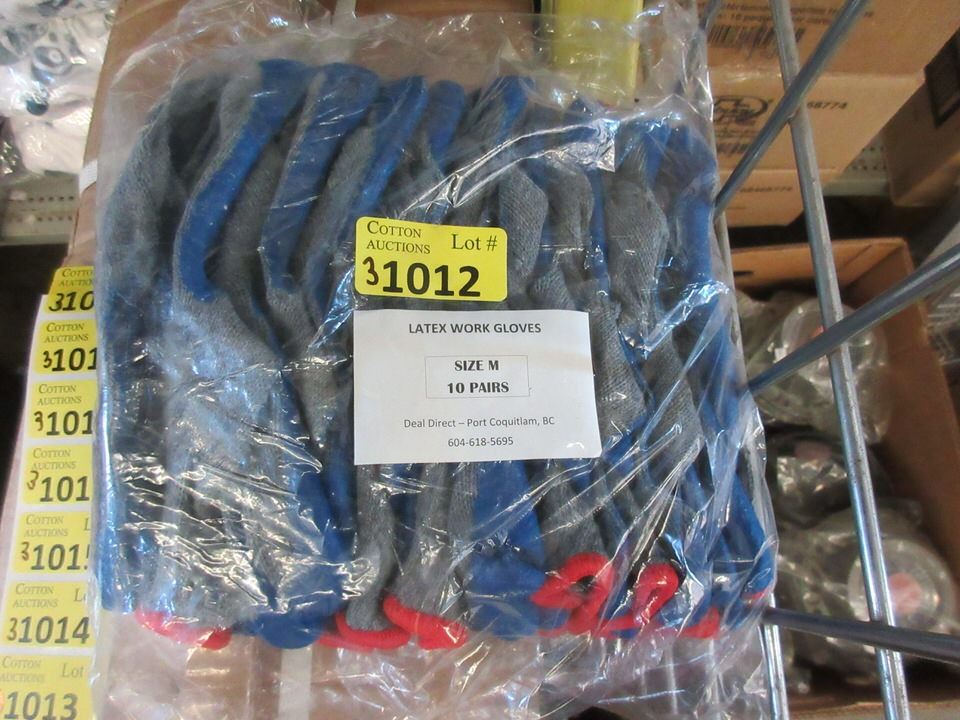 COTTON
AUCTIONS Lot #
31012
LATEX WORK GLOVES
SIZE M
10 PAIRS
Deal Direct – Port Coquitlam, BC
604-618-5695
COTTON
AUCTIONS
310
COTTON
AUCTIONS
3101
COTTON
AUCTIONS
3101
COTTON
AUCTIONS
3101
COTTON
AUCTIONS L
3101
COTTON
AUCTIONS Lo
31014
COTTON
AUCTIONS Lot
1013